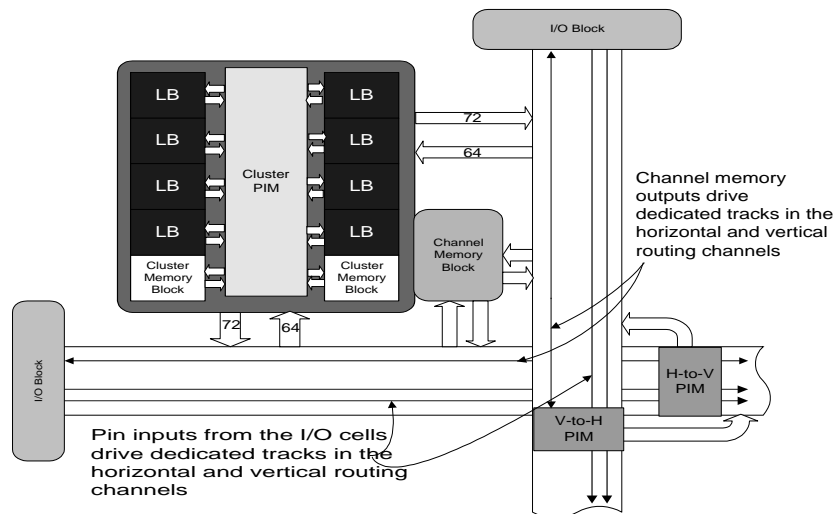 I/O Block
LB
LB
LB
LB
LB
LB
LB
LB
Cluster
PIM
Cluster
Memory
Block
Cluster
Memory
Block
72
64
Channel
Memory
Block
Channel memory
outputs drive
dedicated tracks in the
horizontal and vertical
routing channels
72
64
I/O Block
H-to-V
PIM
V-to-H
PIM
Pin inputs from the I/O cells
drive dedicated tracks in the
horizontal and vertical routing
channels